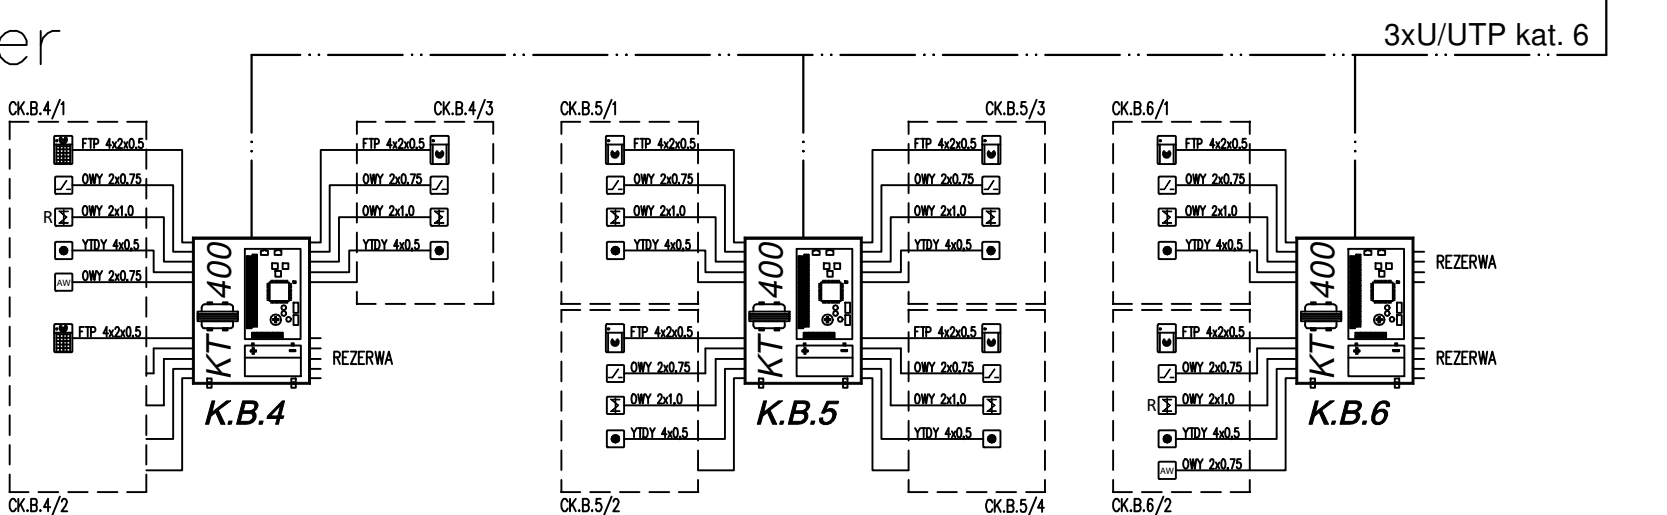 er
3xU/UTP kat. 6
CK.B.4/1
FTP 4x2x0.5
OWY 2x0.75
R OWY 2x1.0
YTDY 4x0.5
AW OWY 2x0.75
FTP 4x2x0.5
CK.B.4/2
KT 400
REZERWA
K.B.4
CK.B.4/3
FTP 4x2x0.5
OWY 2x0.75
OWY 2x1.0
YTDY 4x0.5
CK.B.5/1
FTP 4x2x0.5
OWY 2x0.75
OWY 2x1.0
YTDY 4x0.5
FTP 4x2x0.5
OWY 2x0.75
OWY 2x1.0
YTDY 4x0.5
CK.B.5/2
KT 400
K.B.5
CK.B.5/3
FTP 4x2x0.5
OWY 2x0.75
OWY 2x1.0
YTDY 4x0.5
FTP 4x2x0.5
OWY 2x0.75
OWY 2x1.0
YTDY 4x0.5
CK.B.5/4
CK.B.6/1
FTP 4x2x0.5
OWY 2x0.75
OWY 2x1.0
YTDY 4x0.5
FTP 4x2x0.5
OWY 2x0.75
R OWY 2x1.0
YTDY 4x0.5
AW OWY 2x0.75
CK.B.6/2
KT 400
REZERWA
REZERWA
K.B.6